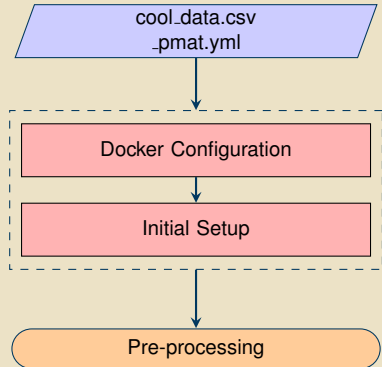 cool_data.csv
_pmat.yml
Docker Configuration
Initial Setup
Pre-processing